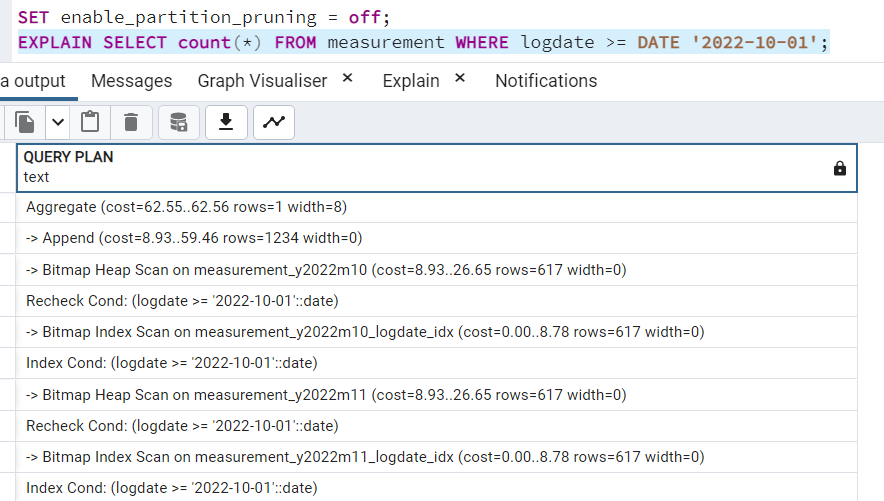 SET enable_partition_pruning = off;
EXPLAIN SELECT count(*) FROM measurement WHERE logdate >= DATE '2022-10-01';
a output Messages Graph Visualiser × Explain × Notifications
QUERY PLAN
text
Aggregate (cost=62.55..62.56 rows=1 width=8)
-> Append (cost=8.93..59.46 rows=1234 width=0)
-> Bitmap Heap Scan on measurement_y2022m10 (cost=8.93..26.65 rows=617 width=0)
Recheck Cond: (logdate >= '2022-10-01'::date)
-> Bitmap Index Scan on measurement_y2022m10_logdate_idx (cost=0.00..8.78 rows=617 width=0)
Index Cond: (logdate >= '2022-10-01'::date)
-> Bitmap Heap Scan on measurement_y2022m11 (cost=8.93..26.65 rows=617 width=0)
Recheck Cond: (logdate >= '2022-10-01'::date)
-> Bitmap Index Scan on measurement_y2022m11_logdate_idx (cost=0.00..8.78 rows=617 width=0)
Index Cond: (logdate >= '2022-10-01'::date)